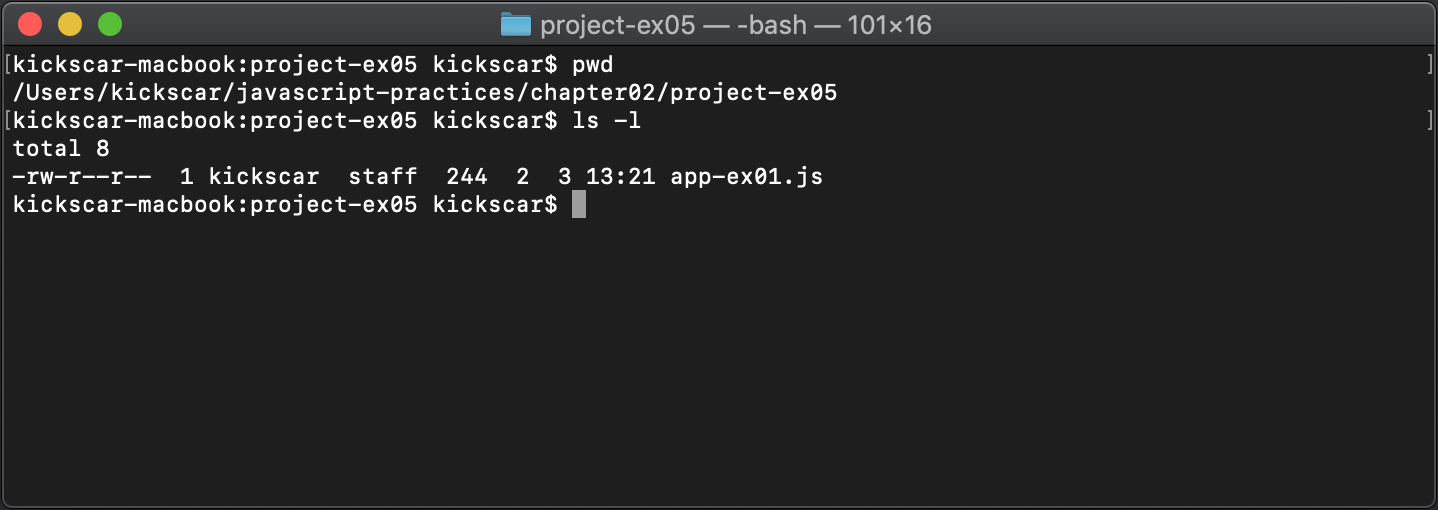 project-ex05 — -bash — 101×16
[kickscar-macbook:project-ex05 kickscar$ pwd ]
/Users/kickscar/javascript-practices/chapter02/project-ex05
[kickscar-macbook:project-ex05 kickscar$ ls -l ]
total 8
-rw-r--r--  1 kickscar  staff  244  2  3 13:21 app-ex01.js
kickscar-macbook:project-ex05 kickscar$